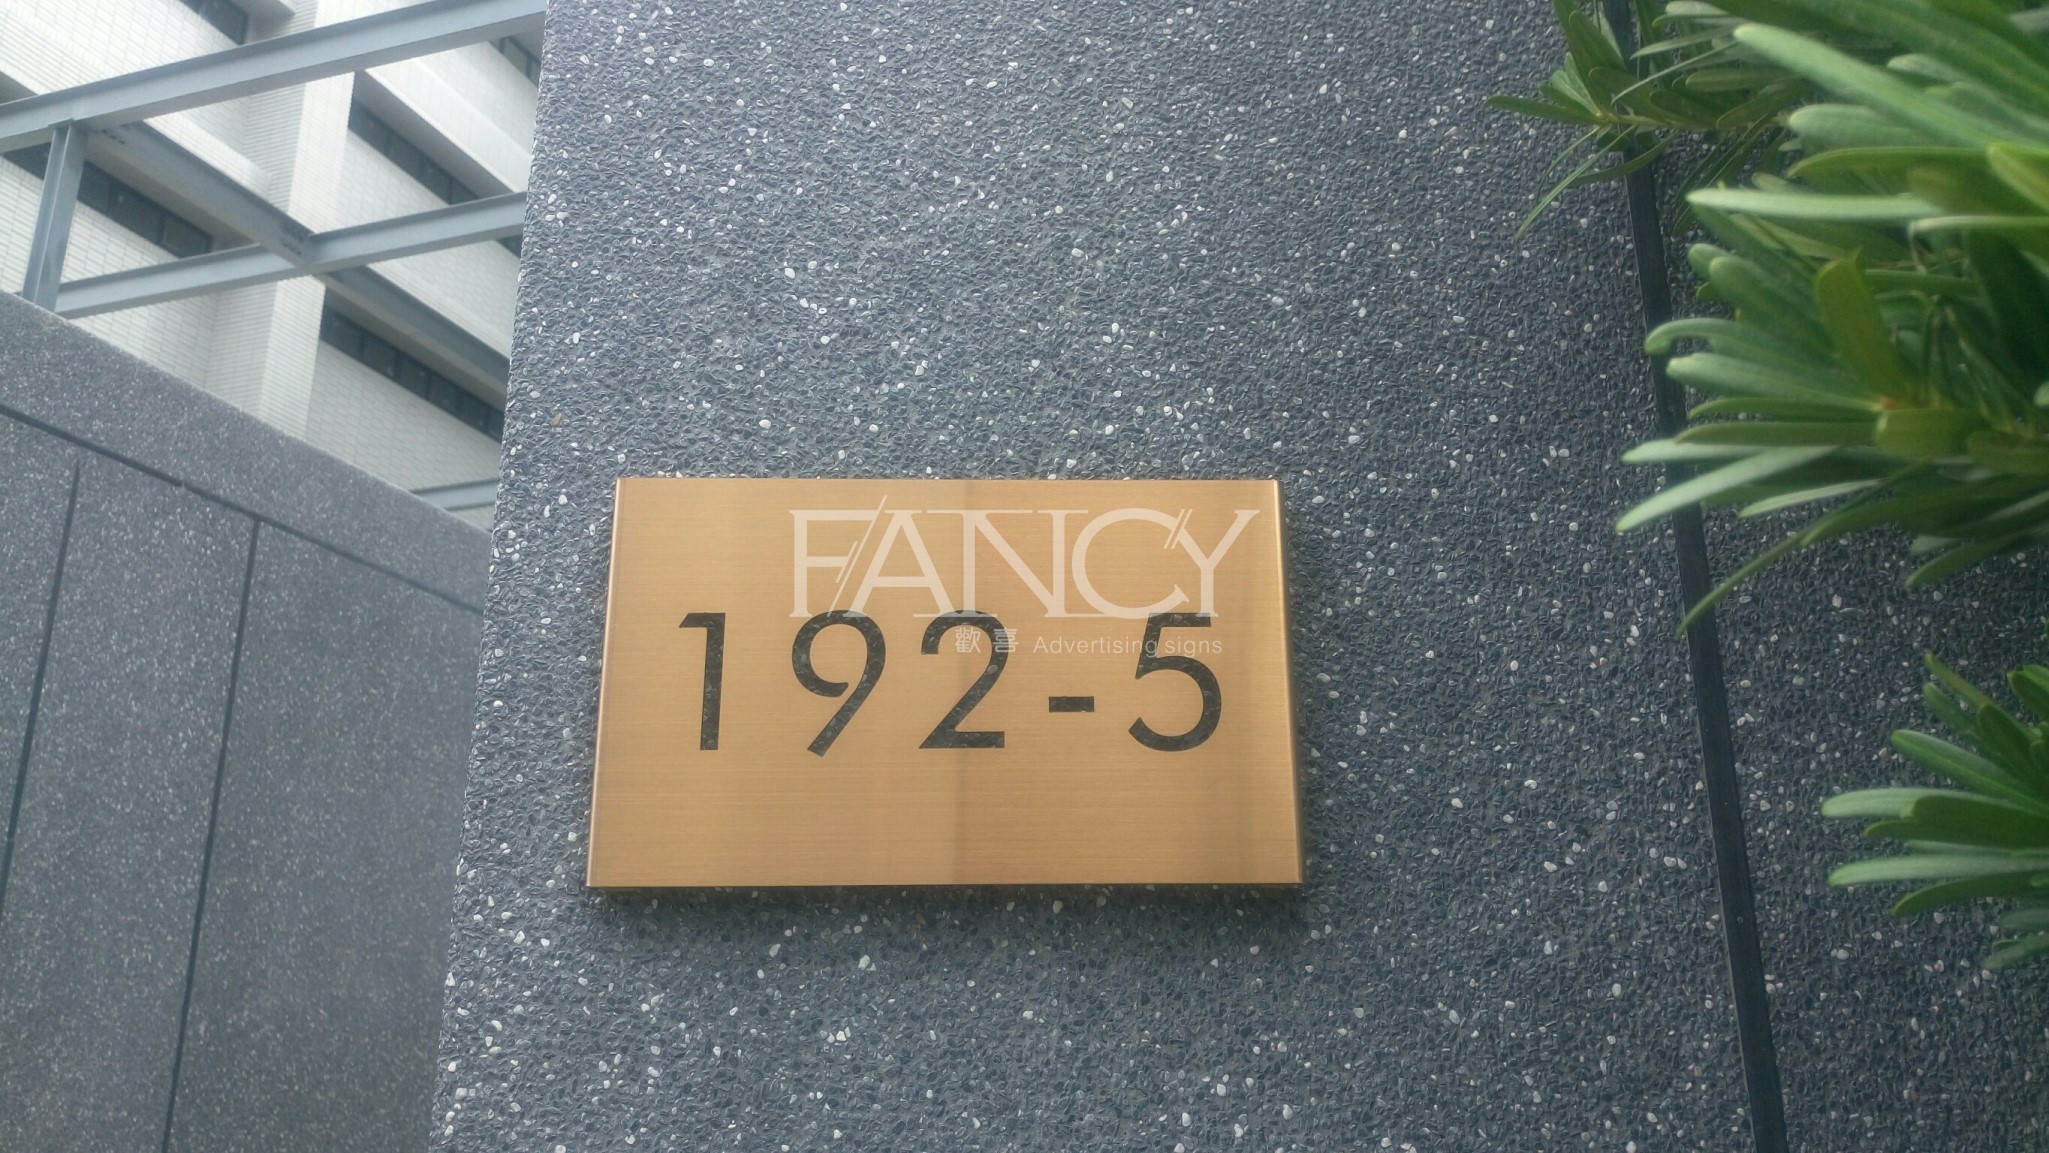 FANCY
歡喜 Advertising signs
192-5